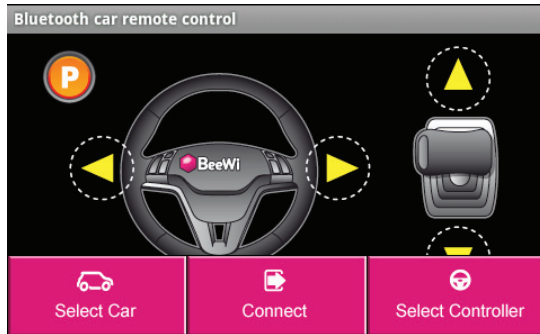 Bluetooth car remote control
P
BeeWi
Select Car
Connect
Select Controller